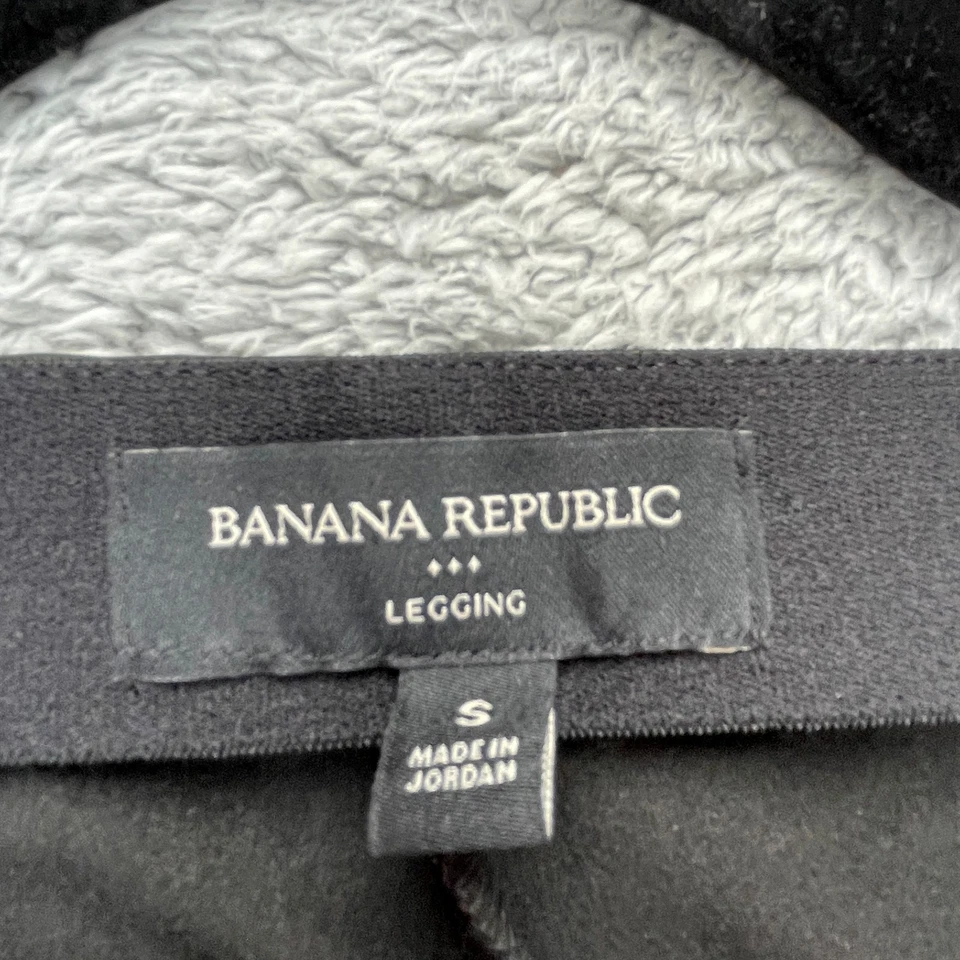 BANANA REPUBLIC
LEGGING
S
MADE IN
JORDAN